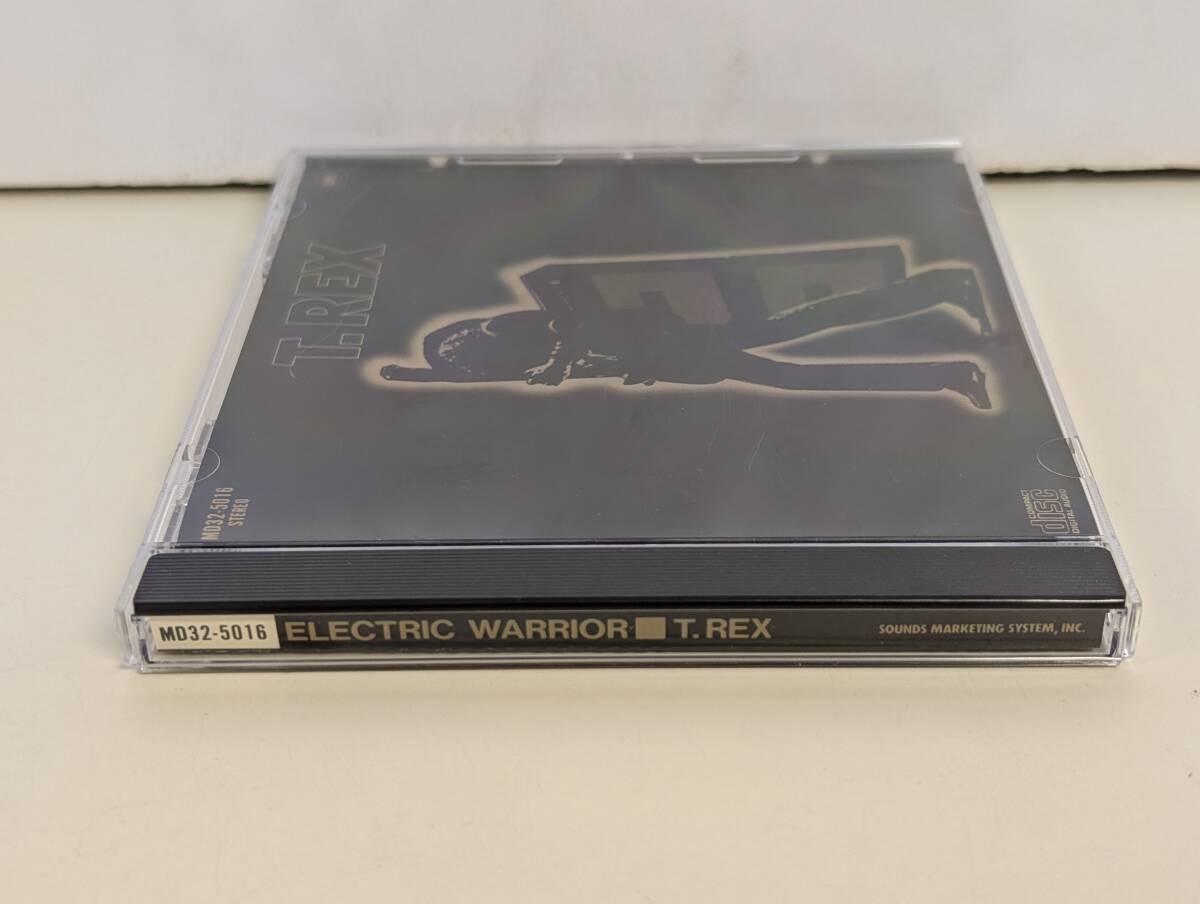 T.REX
MD32-5016
STEREO
COMPACT
disc
DIGITAL AUDIO
MD32-5016
ELECTRIC WARRIOR ■ T. REX
SOUNDS MARKETING SYSTEM, INC.